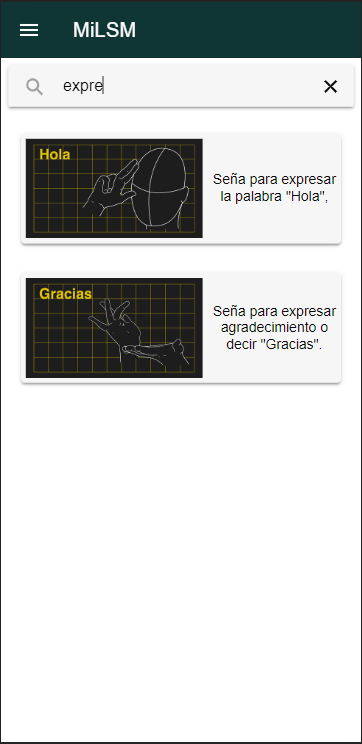 MiLSM
expre
Hola
Seña para expresar
la palabra "Hola",
Gracias
Seña para expresar
agradecimiento o
decir "Gracias".